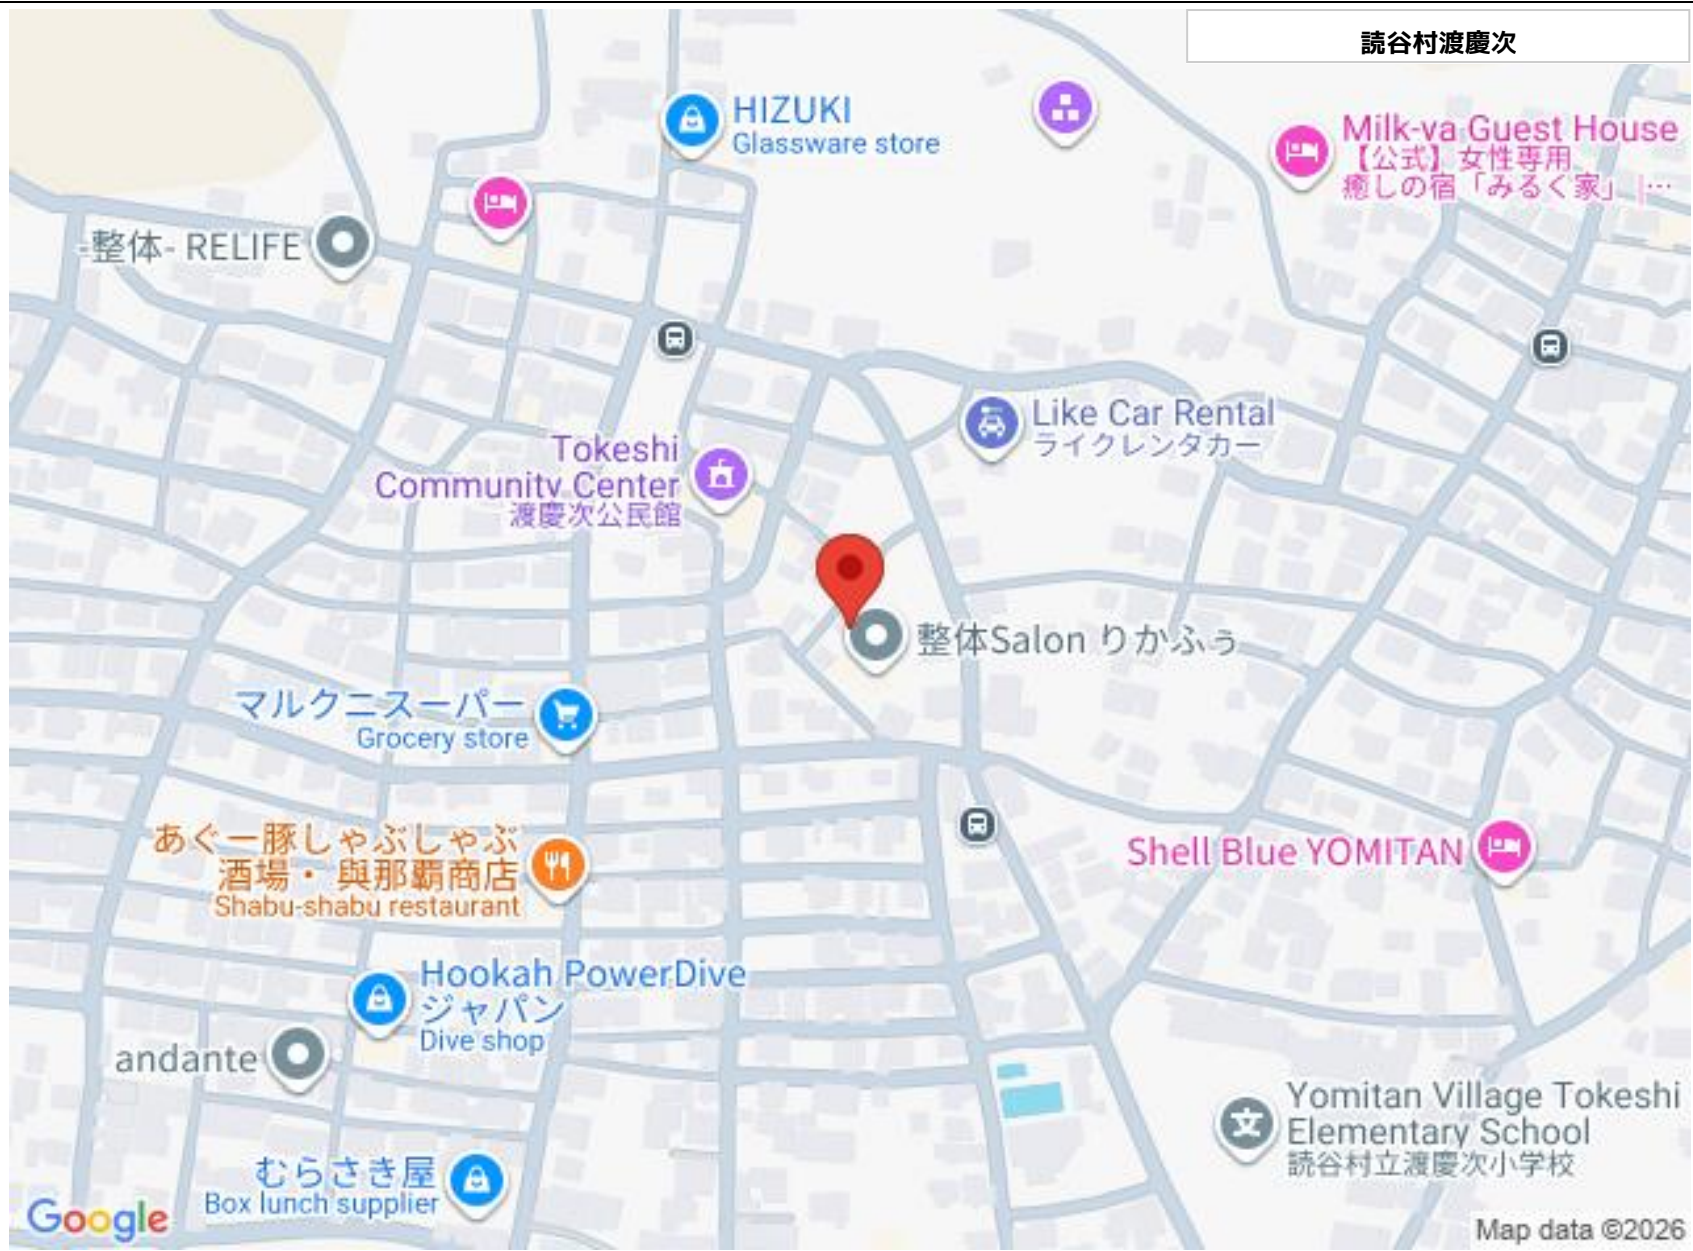 読谷村渡慶次
HIZUKI
Glassware store
Milk-va Guest House
【公式】女性専用
癒しの宿「みるく家」｜…
-整体- RELIFE
Like Car Rental
ライクレンタカー
Tokeshi
Community Center
渡慶次公民館
整体Salon りかふぅ
マルクニスーパー
Grocery store
あぐー豚しゃぶしゃぶ
酒場・與那覇商店
Shabu-shabu restaurant
Shell Blue YOMITAN
Hookah PowerDive
ジャパン
Dive shop
andante
Yomitan Village Tokeshi
Elementary School
読谷村立渡慶次小学校
文
むらさき屋
Box lunch supplier
Google
Map data ©2026